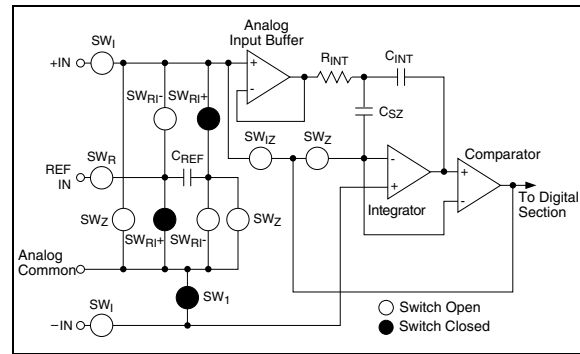 Analog
Input Buffer
SWI
+IN
RINT
CINT
SWRI-
SWRI+
CSZ
SWIZ
SWZ
SWR
REF
IN
CREF
Comparator
Integrator
To Digital
Section
SWZ
SWRI+
SWRI-
SWZ
Analog
Common
SW1
SWI
-IN
Switch Open
Switch Closed